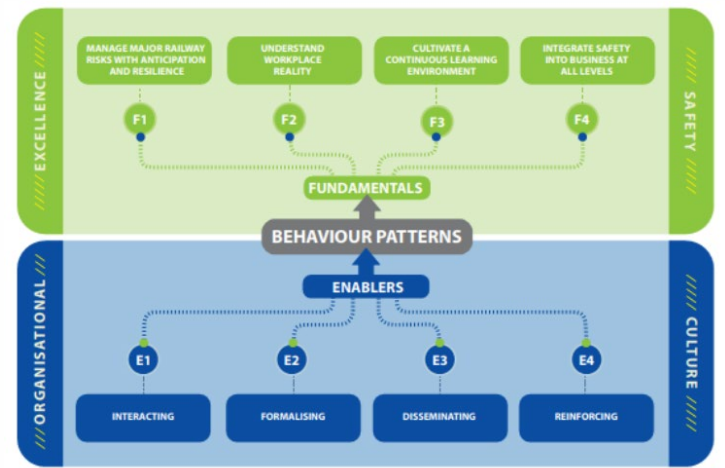 EXCELLENCE
SAFETY
MANAGE MAJOR RAILWAY
RISKS WITH ANTICIPATION
AND RESILIENCE
UNDERSTAND
WORKPLACE
REALITY
CULTIVATE A
CONTINUOUS LEARNING
ENVIRONMENT
INTEGRATE SAFETY
INTO BUSINESS AT
ALL LEVELS
F1
F2
F3
F4
FUNDAMENTALS
BEHAVIOUR PATTERNS
ENABLERS
ORGANISATIONAL
CULTURE
E1
E2
E3
E4
INTERACTING
FORMALISING
DISSEMINATING
REINFORCING